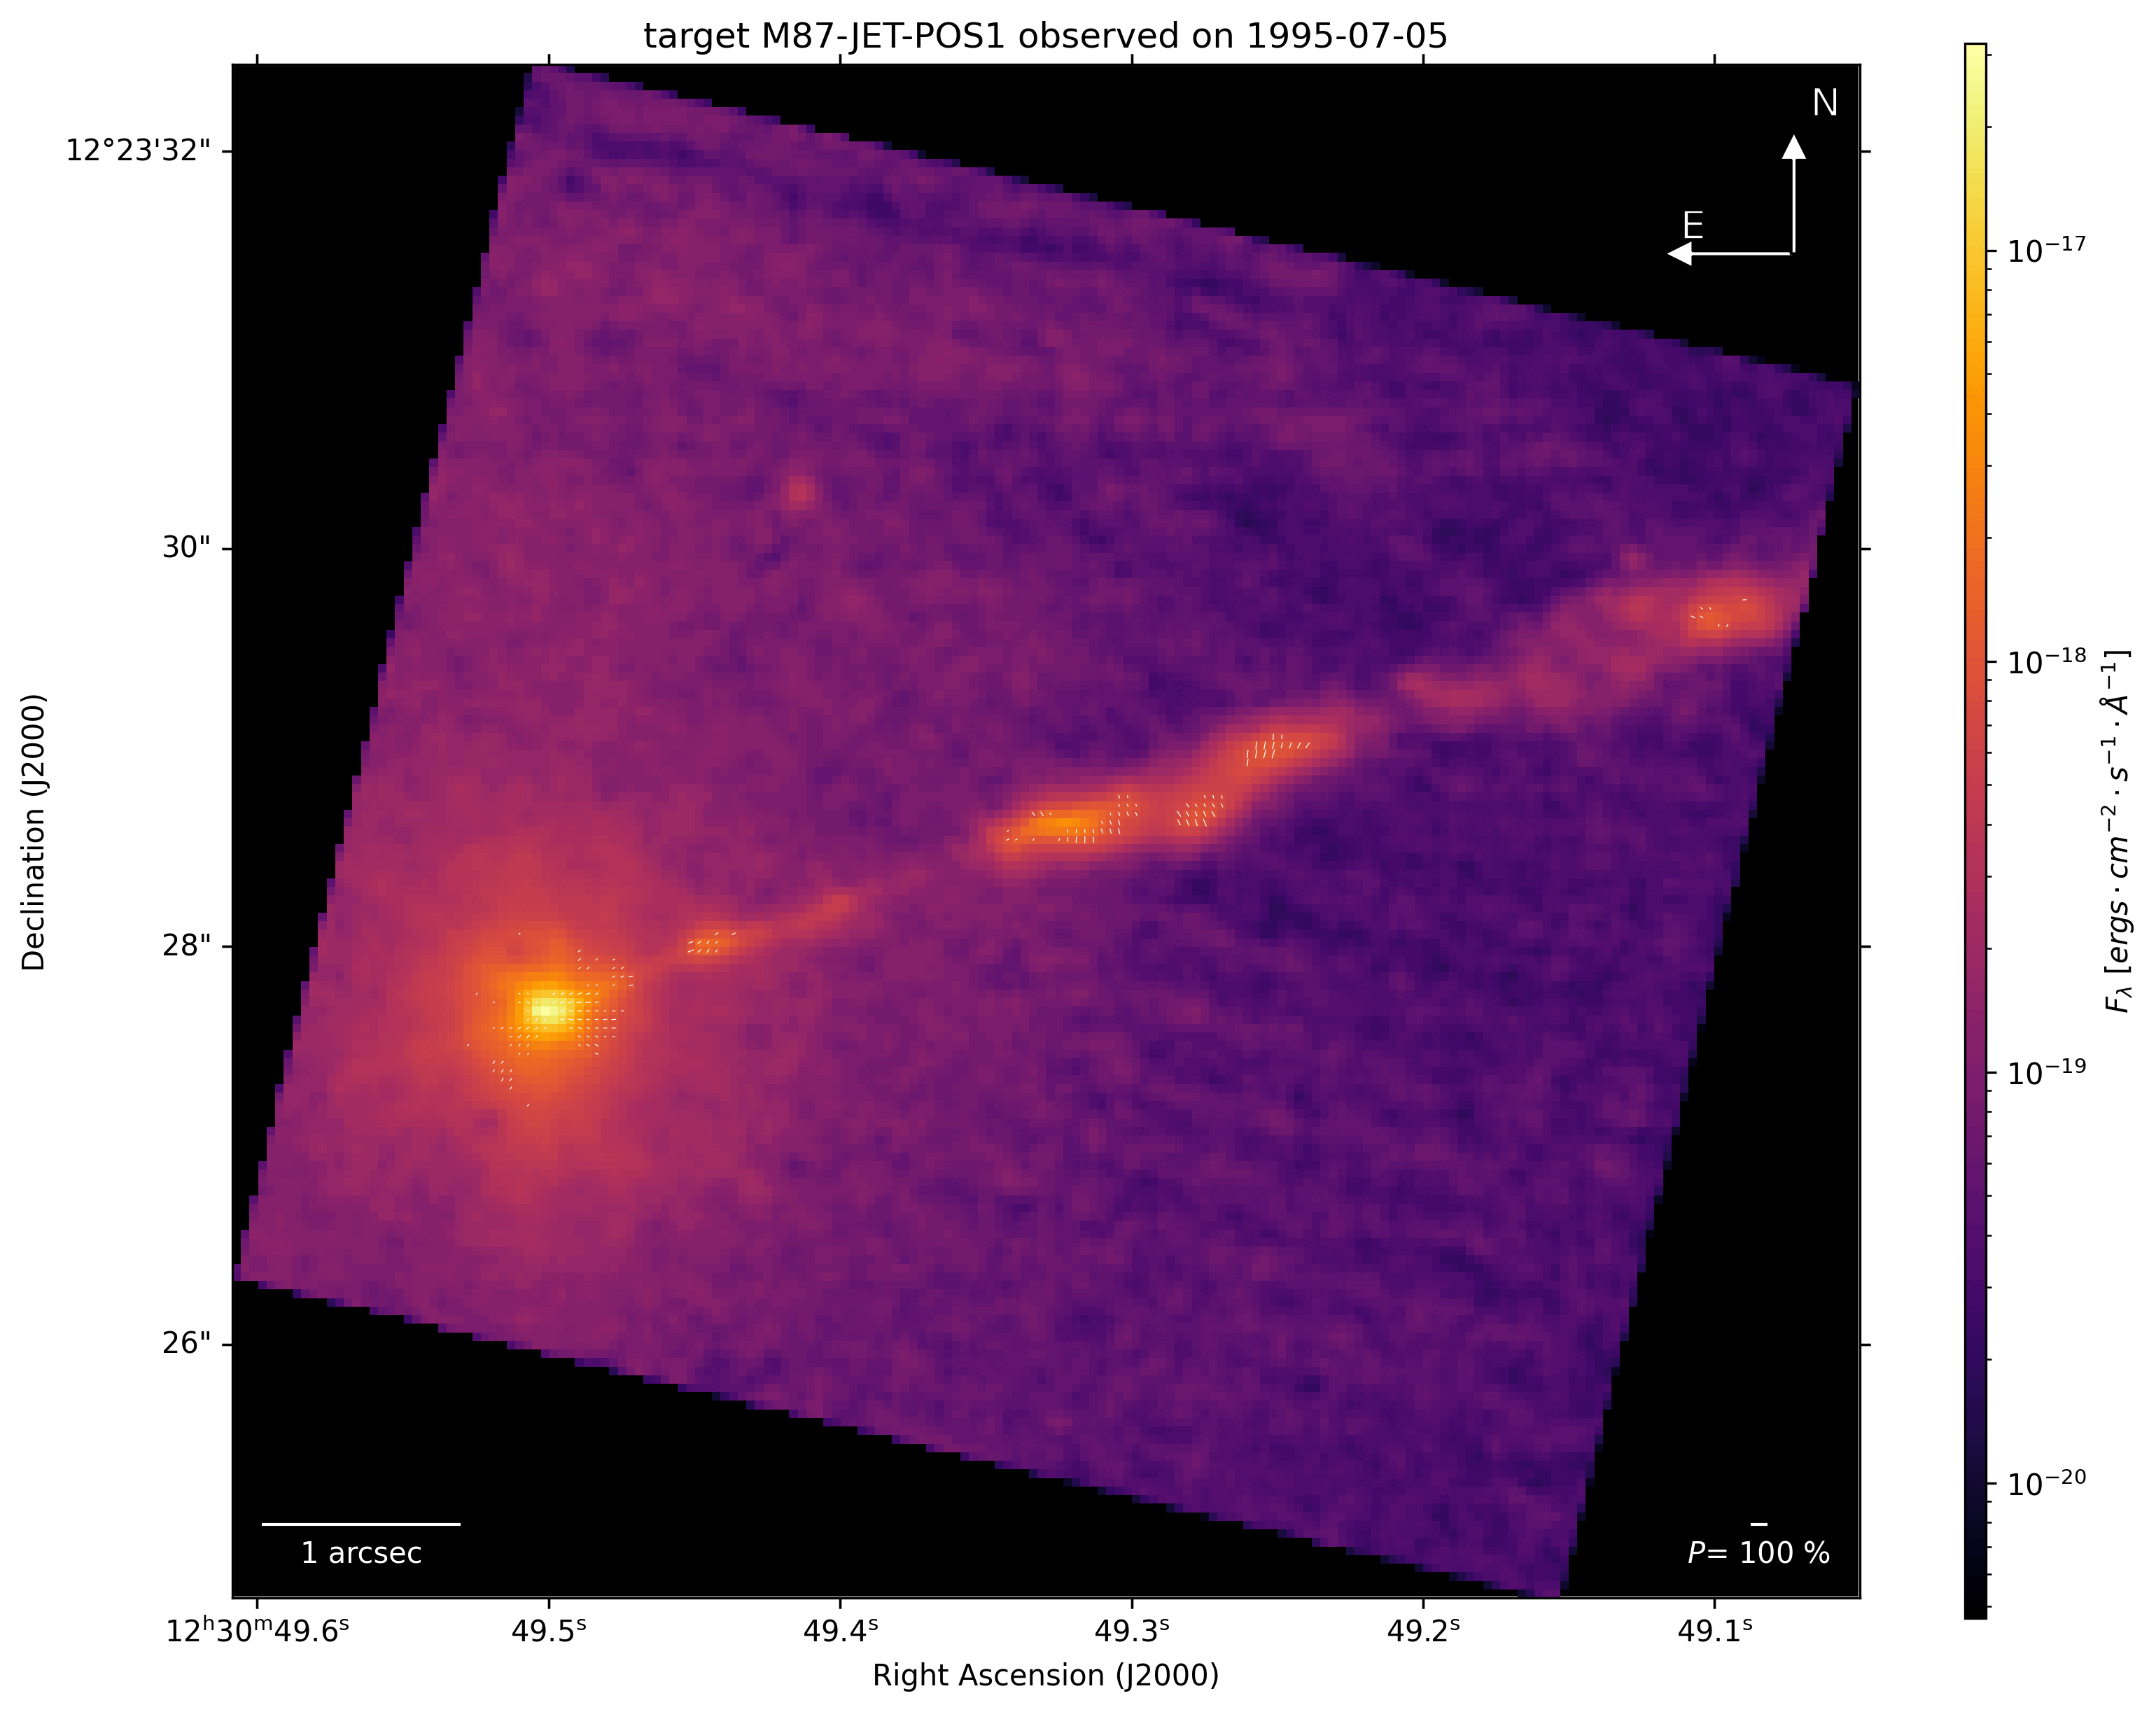 target M87-JET-POS1 observed on 1995-07-05
N
E
12°23'32"
30"
28"
26"
Declination (J2000)
1 arcsec
P= 100 %
12ʰ30ᵐ49.6ˢ 49.5ˢ 49.4ˢ 49.3ˢ 49.2ˢ 49.1ˢ
Right Ascension (J2000)
10⁻¹⁷
10⁻¹⁸
10⁻¹⁹
10⁻²⁰
F_λ [ergs · cm⁻² · s⁻¹ · Å⁻¹]